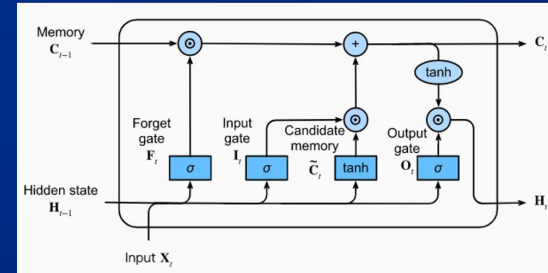 Memory
C_{t−1}
C_t
tanh
Forget
gate
F_t
Input
gate
I_t
Candidate
memory
C̃_t
Output
gate
O_t
σ
σ
tanh
σ
Hidden state
H_{t−1}
H_t
Input X_t